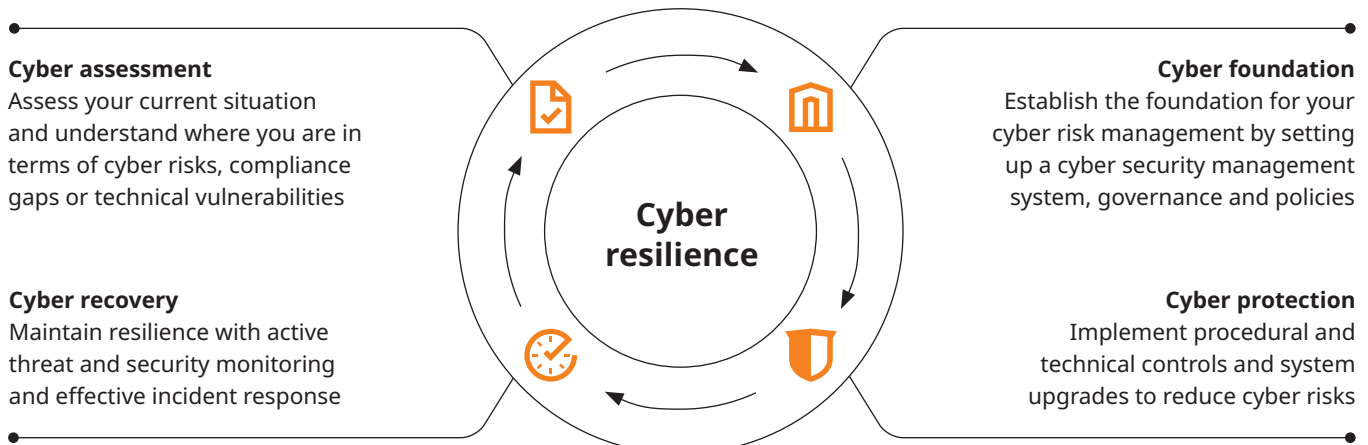 Cyber assessment
Assess your current situation
and understand where you are in
terms of cyber risks, compliance
gaps or technical vulnerabilities
Cyber foundation
Establish the foundation for your
cyber risk management by setting
up a cyber security management
system, governance and policies
Cyber
resilience
Cyber recovery
Maintain resilience with active
threat and security monitoring
and effective incident response
Cyber protection
Implement procedural and
technical controls and system
upgrades to reduce cyber risks